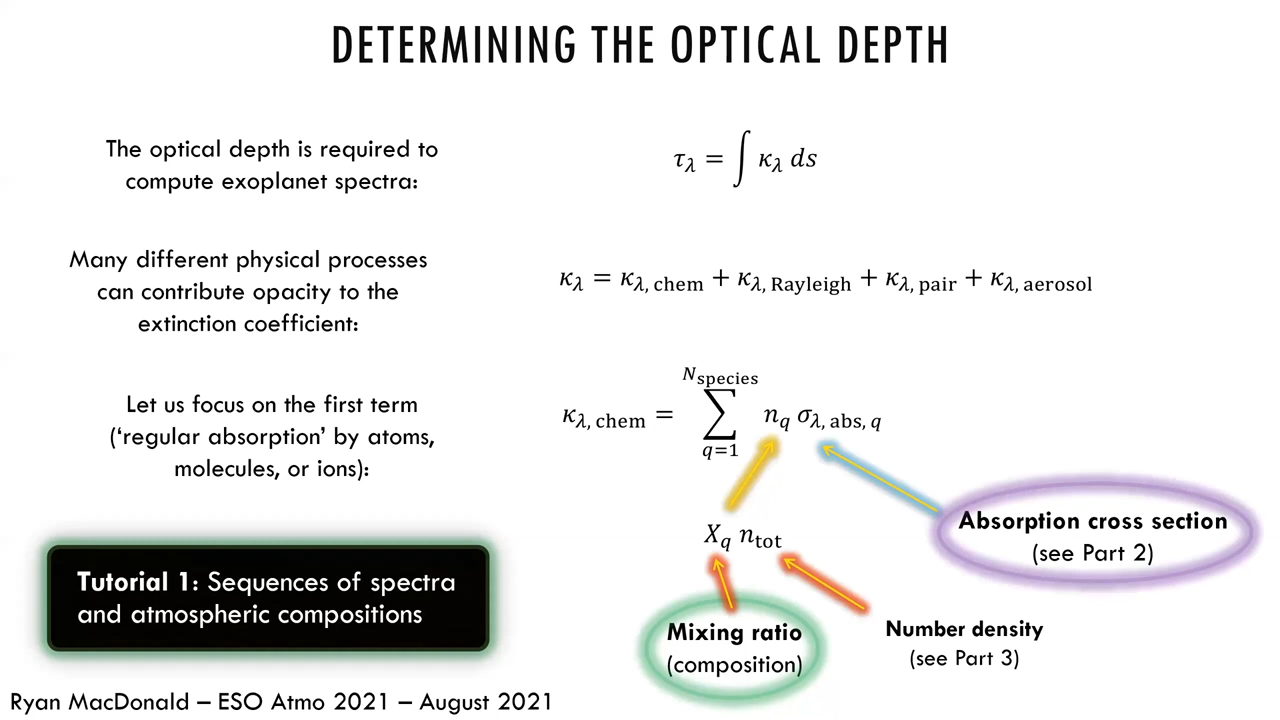 DETERMINING THE OPTICAL DEPTH
The optical depth is required to
compute exoplanet spectra:
τ_λ = ∫ κ_λ ds
Many different physical processes
can contribute opacity to the
extinction coefficient:
κ_λ = κ_λ, chem + κ_λ, Rayleigh + κ_λ, pair + κ_λ, aerosol
Let us focus on the first term
(‘regular absorption’ by atoms,
molecules, or ions):
κ_λ, chem = ∑_{q=1}^{N_species} n_q σ_λ, abs, q
X_q n_tot
Absorption cross section
(see Part 2)
Tutorial 1: Sequences of spectra
and atmospheric compositions
Mixing ratio
(composition)
Number density
(see Part 3)
Ryan MacDonald – ESO Atmo 2021 – August 2021